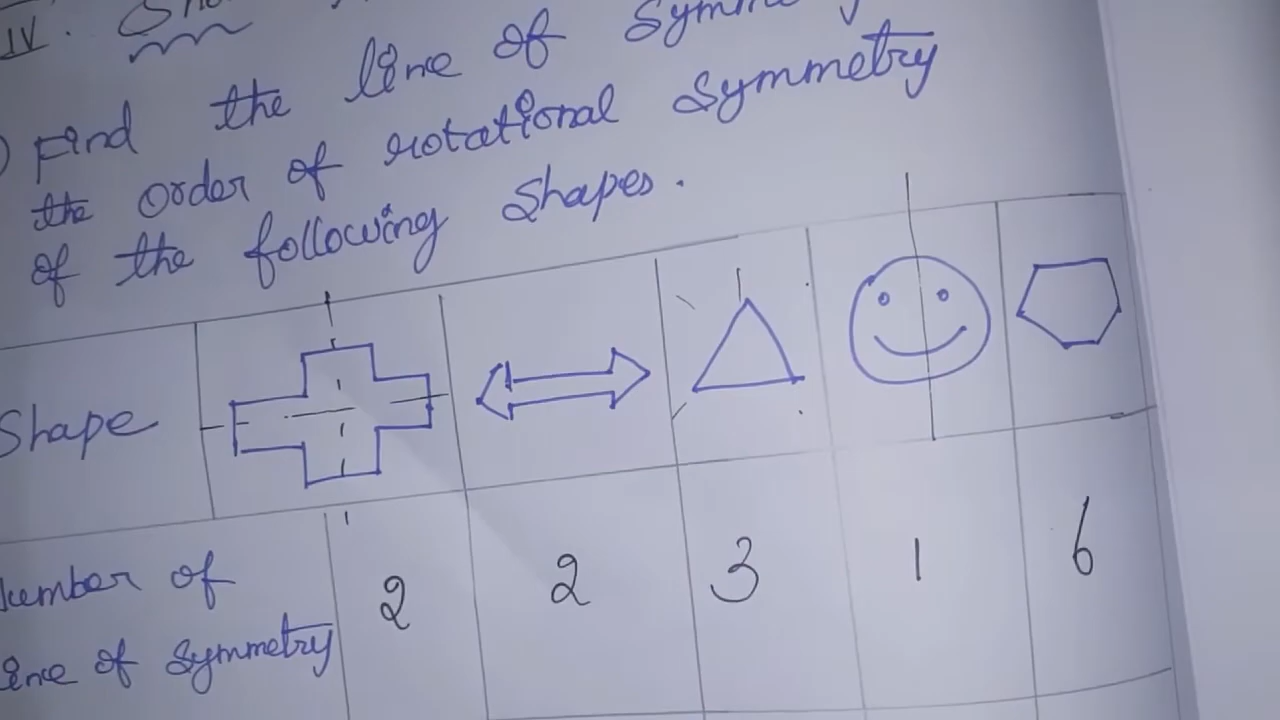 IV.
Find the line of
the order of rotational Symmetry
of the following Shapes.
Shape
Number of 2 2 3 1 6
line of Symmetry